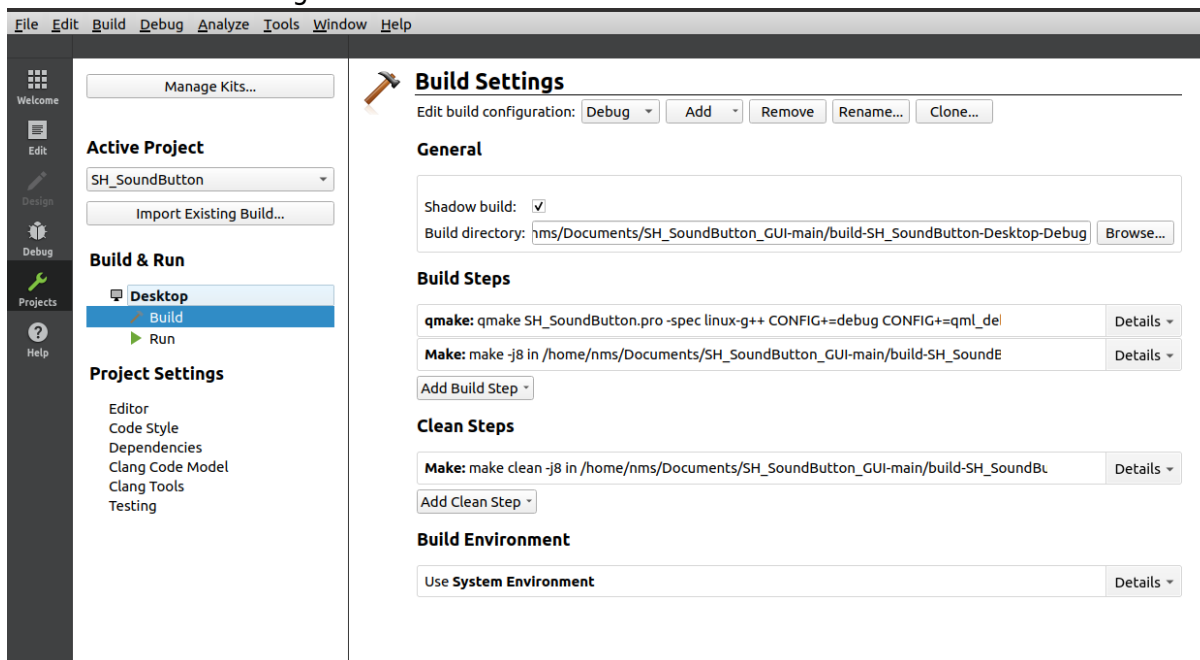 File Edit Build Debug Analyze Tools Window Help
Welcome
Edit
Design
Debug
Projects
Help
Manage Kits...
Active Project
SH_SoundButton
Import Existing Build...
Build & Run
Desktop
Build
Run
Project Settings
Editor
Code Style
Dependencies
Clang Code Model
Clang Tools
Testing
Build Settings
Edit build configuration: Debug Add Remove Rename... Clone...
General
Shadow build:
Build directory: nms/Documents/SH_SoundButton_GUI-main/build-SH_SoundButton-Desktop-Debug Browse...
Build Steps
qmake: qmake SH_SoundButton.pro -spec linux-g++ CONFIG+=debug CONFIG+=qml_de Details
Make: make -j8 in /home/nms/Documents/SH_SoundButton_GUI-main/build-SH_SoundB Details
Add Build Step
Clean Steps
Make: make clean -j8 in /home/nms/Documents/SH_SoundButton_GUI-main/build-SH_SoundBu Details
Add Clean Step
Build Environment
Use System Environment Details